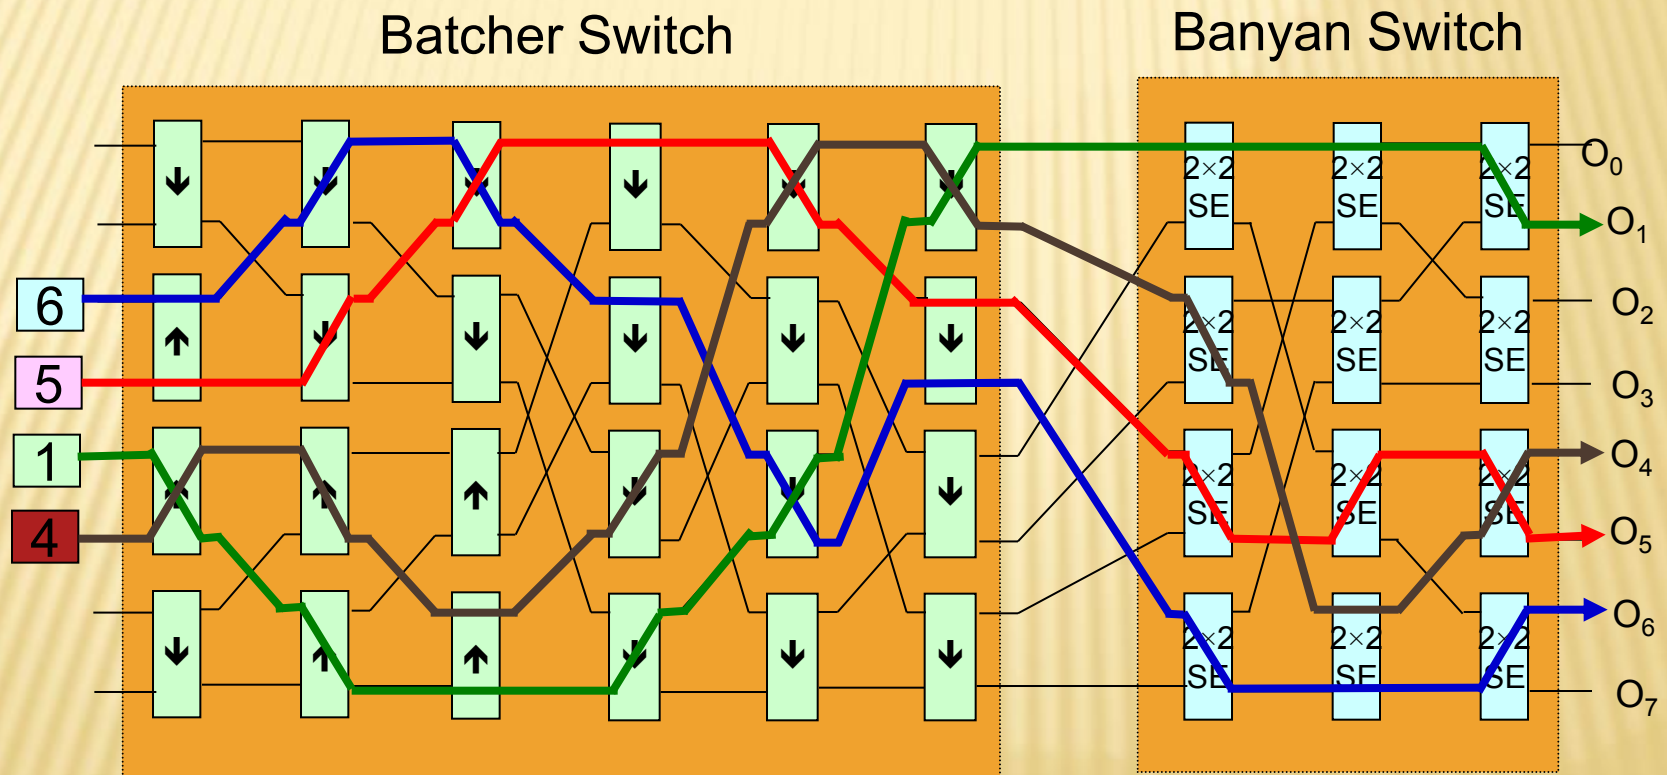 Batcher Switch
Banyan Switch
6
5
1
4
2×2
SE
2×2
SE
2×2
SE
2×2
SE
2×2
SE
2×2
SE
2×2
SE
2×2
SE
2×2
SE
2×2
SE
2×2
SE
2×2
SE
O0
O1
O2
O3
O4
O5
O6
O7